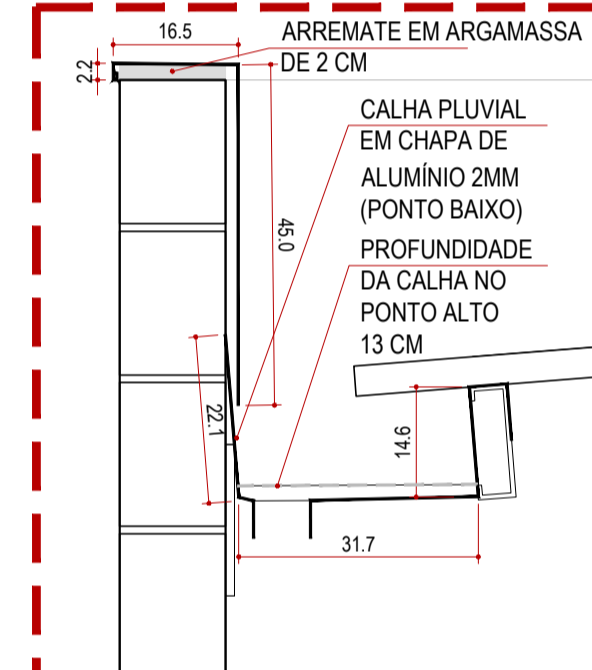 16.5
ARREMATE EM ARGAMASSA
DE 2 CM
2.2
CALHA PLUVIAL
EM CHAPA DE
ALUMÍNIO 2MM
(PONTO BAIXO)
45.0
PROFUNDIDADE
DA CALHA NO
PONTO ALTO
13 CM
22.1
14.6
31.7